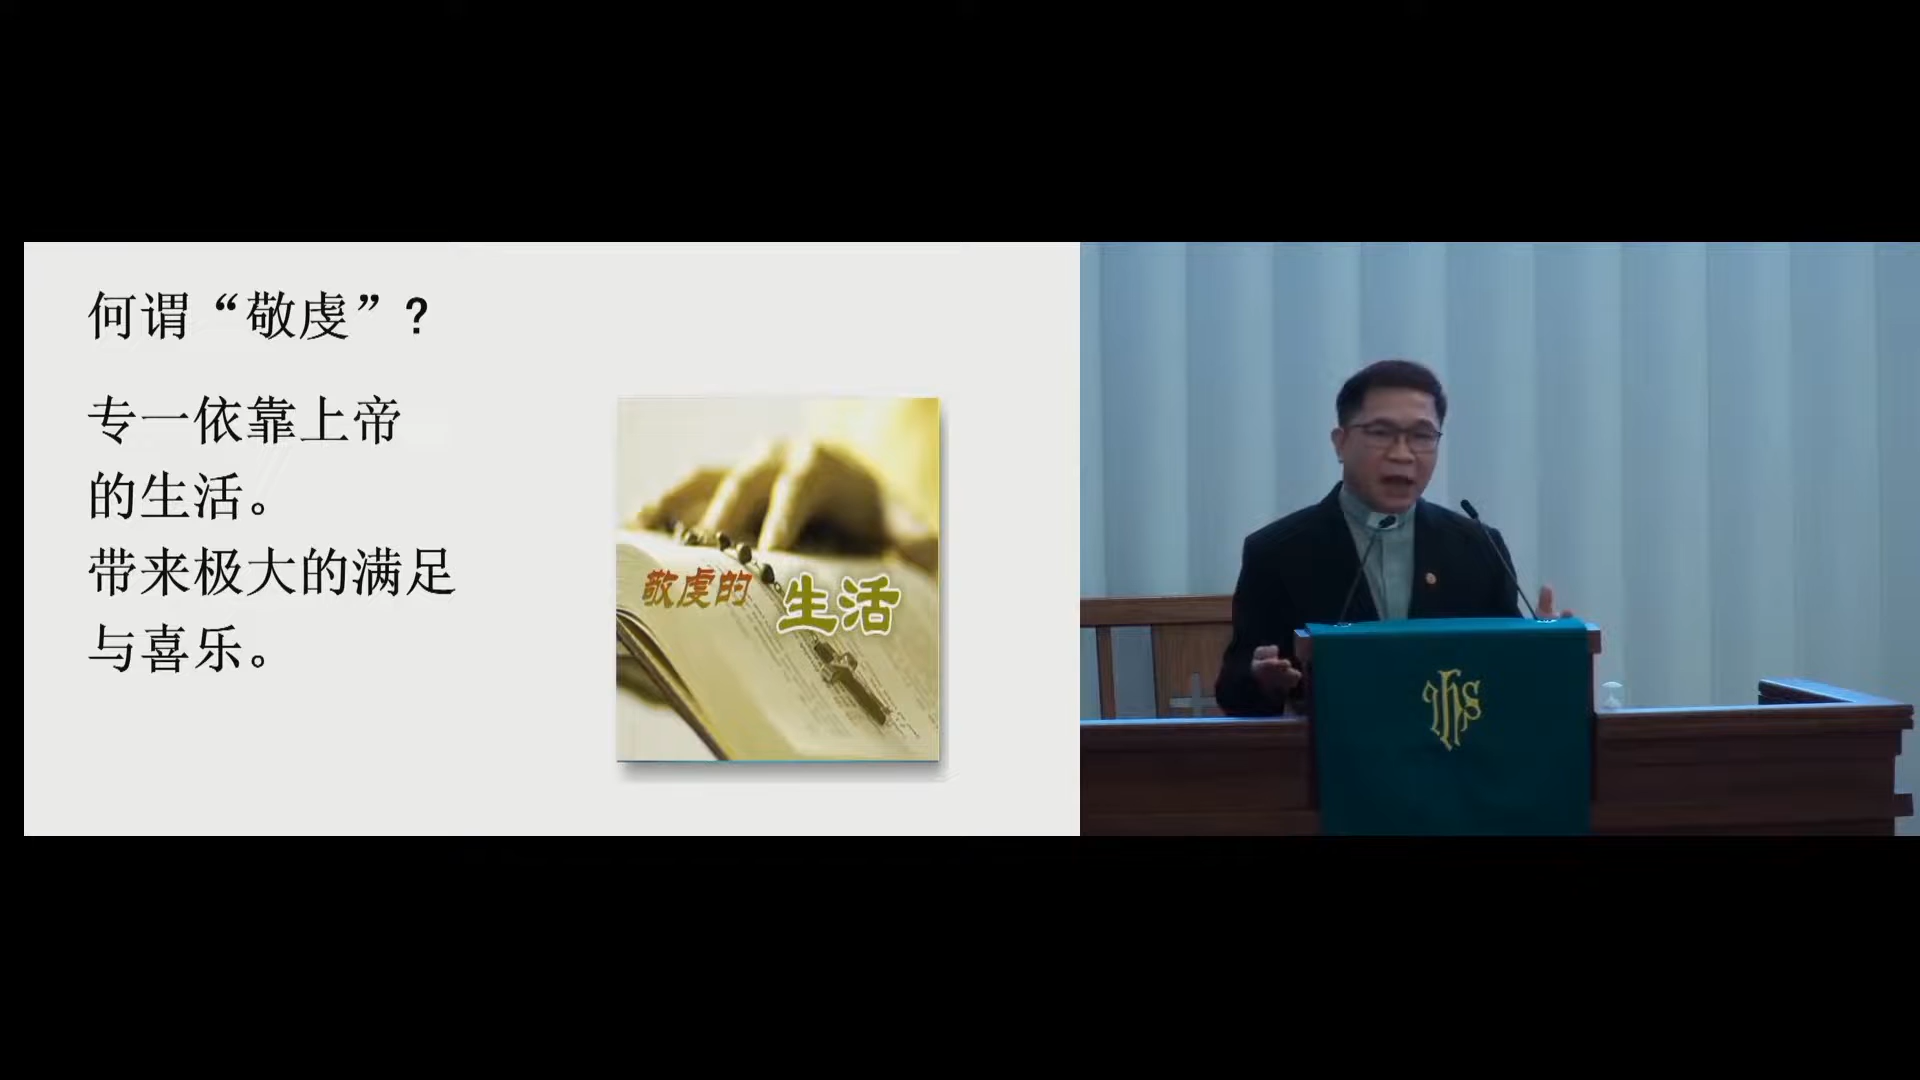 何谓“敬虔”?
专一依靠上帝
的生活。
带来极大的满足
与喜乐。
敬虔的
生活
IHS